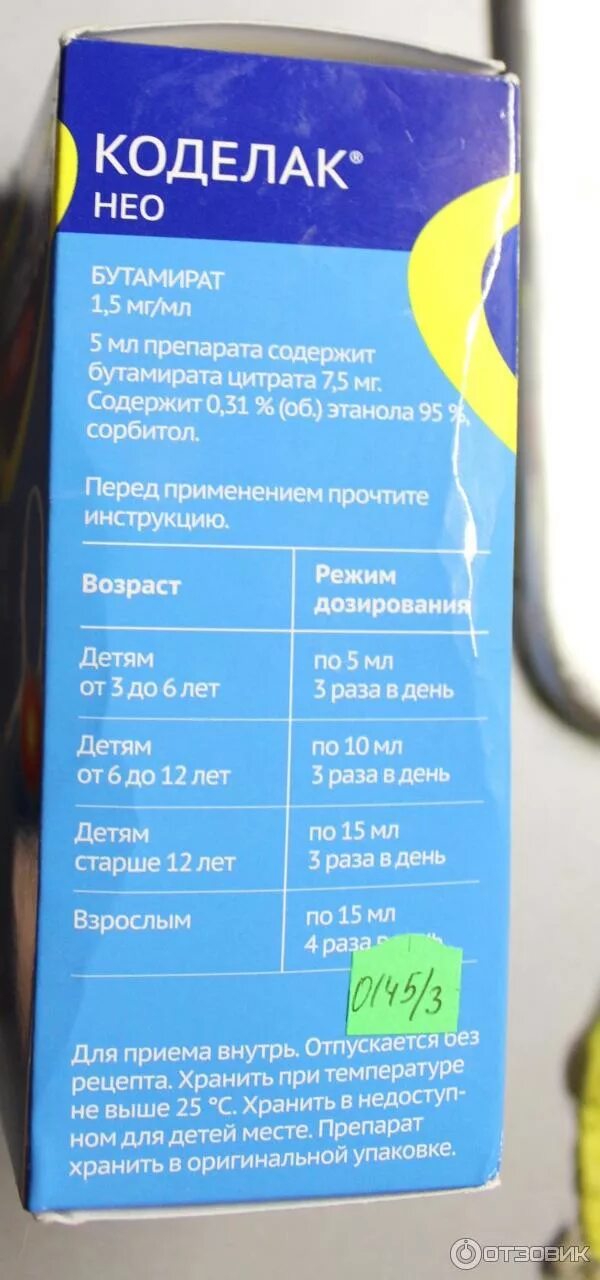 КОДЕЛАК®
НЕО
БУТАМИРАТ
1,5 мг/мл
5 мл препарата содержит
бутамирата цитрата 7,5 мг.
Содержит 0,31 % (об.) этанола 95 %,
сорбитол.
Перед применением прочтите
инструкцию.
Возраст
Режим
дозирования
Детям
от 3 до 6 лет
по 5 мл
3 раза в день
Детям
от 6 до 12 лет
по 10 мл
3 раза в день
Детям
старше 12 лет
по 15 мл
3 раза в день
Взрослым
по 15 мл
4 раза в
0145/3
Для приема внутрь. Отпускается без
рецепта. Хранить при температуре
не выше 25 °С. Хранить в недоступ-
ном для детей месте. Препарат
хранить в оригинальной упаковке.
ОТЗОВИК